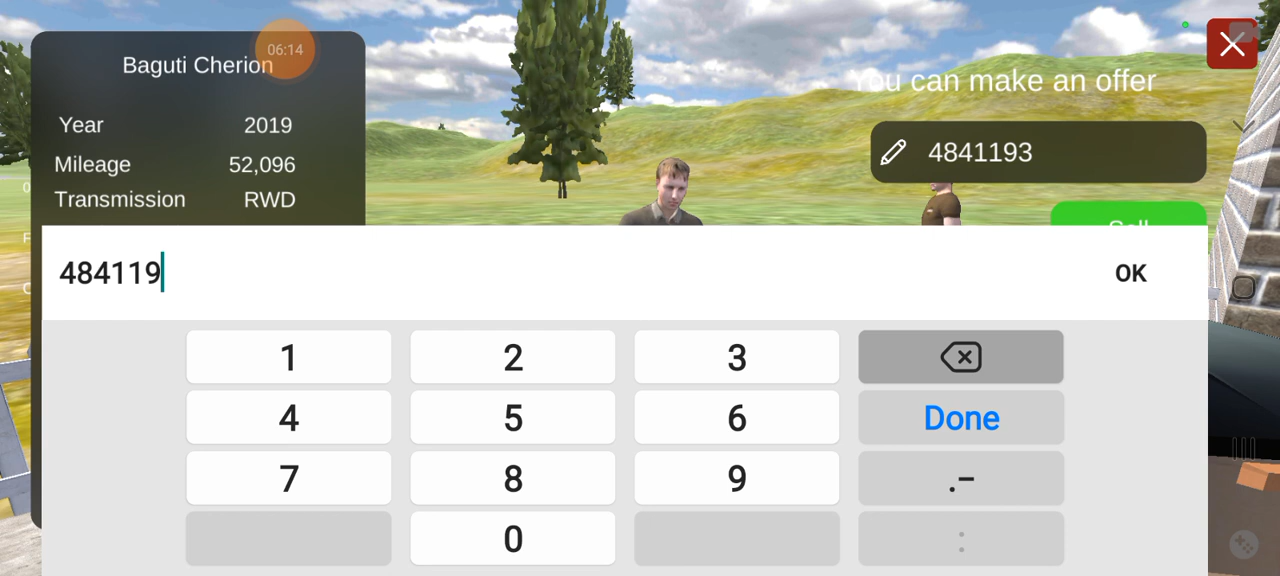 06:14
Baguti Cherion
Year 2019
Mileage 52,096
Transmission RWD
You can make an offer
4841193
484119
OK
1 2 3
4 5 6 Done
7 8 9 .-
0 :